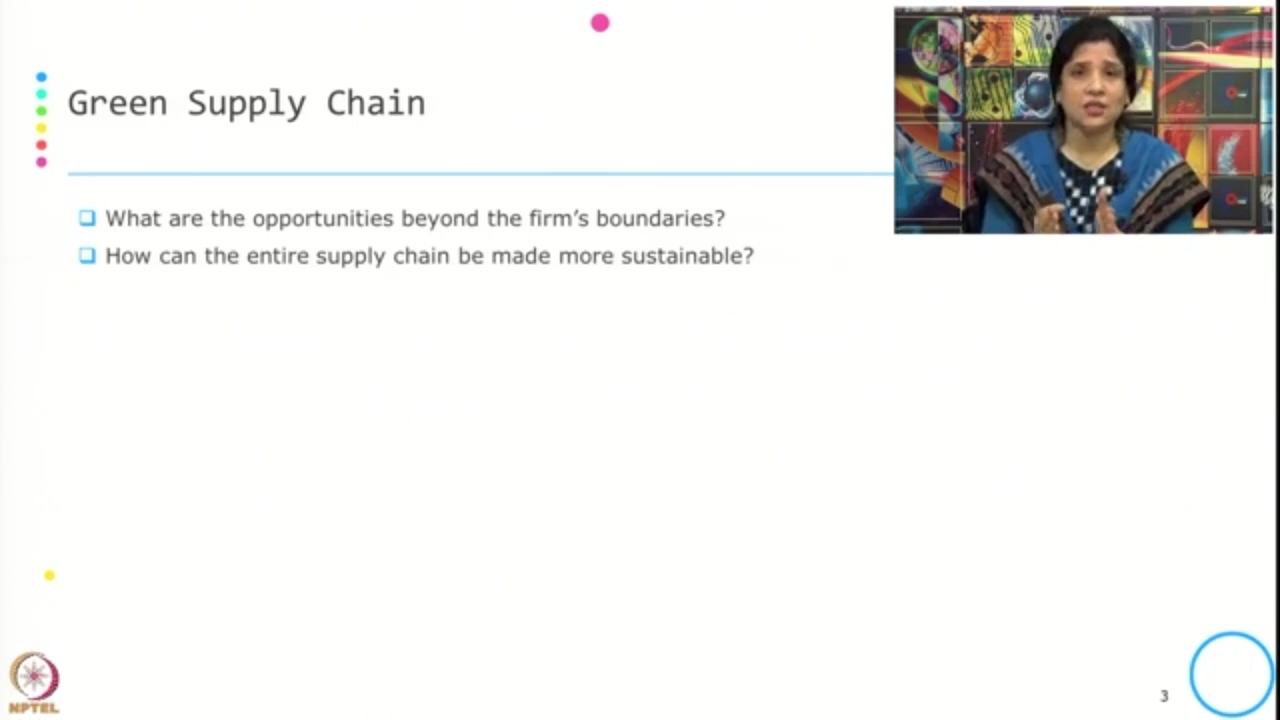 Green Supply Chain
What are the opportunities beyond the firm's boundaries?
How can the entire supply chain be made more sustainable?
NPTEL
3